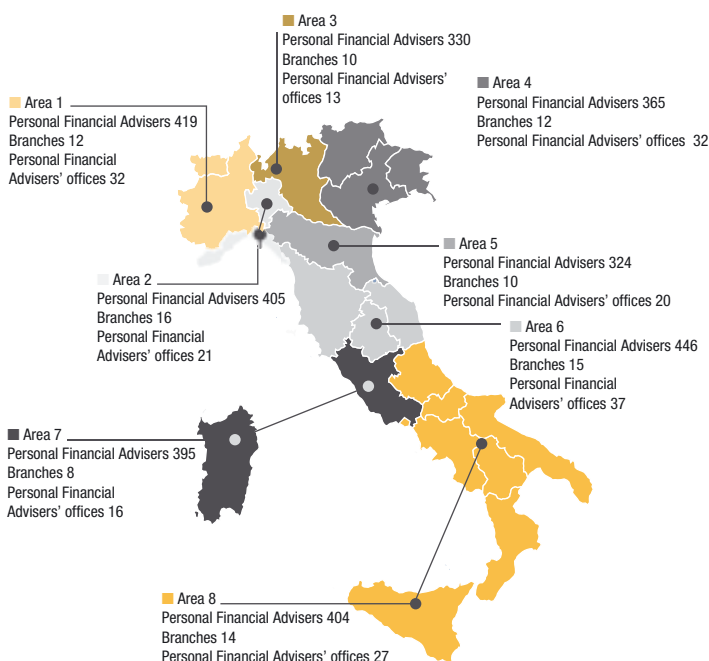 Area 3
Personal Financial Advisers 330
Branches 10
Personal Financial Advisers'
offices 13
Area 4
Personal Financial Advisers 365
Branches 12
Personal Financial Advisers' offices 32
Area 1
Personal Financial Advisers 419
Branches 12
Personal Financial
Advisers' offices 32
Area 5
Personal Financial Advisers 324
Branches 10
Personal Financial Advisers' offices 20
Area 2
Personal Financial Advisers 405
Branches 16
Personal Financial
Advisers' offices 21
Area 6
Personal Financial Advisers 446
Branches 15
Personal Financial
Advisers' offices 37
Area 7
Personal Financial Advisers 395
Branches 8
Personal Financial
Advisers' offices 16
Area 8
Personal Financial Advisers 404
Branches 14
Personal Financial Advisers' offices 27